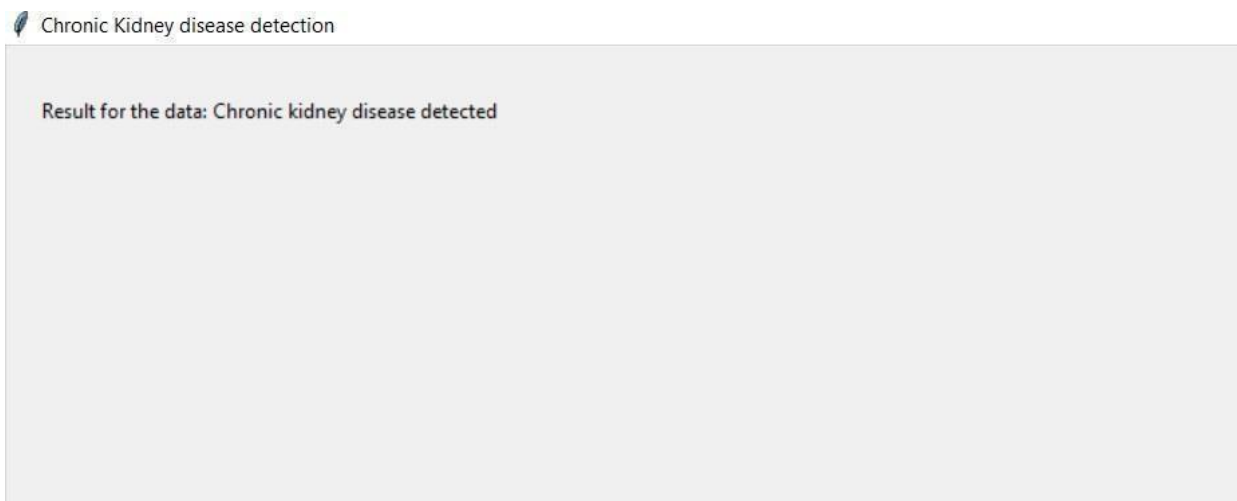 Chronic Kidney disease detection
Result for the data: Chronic kidney disease detected